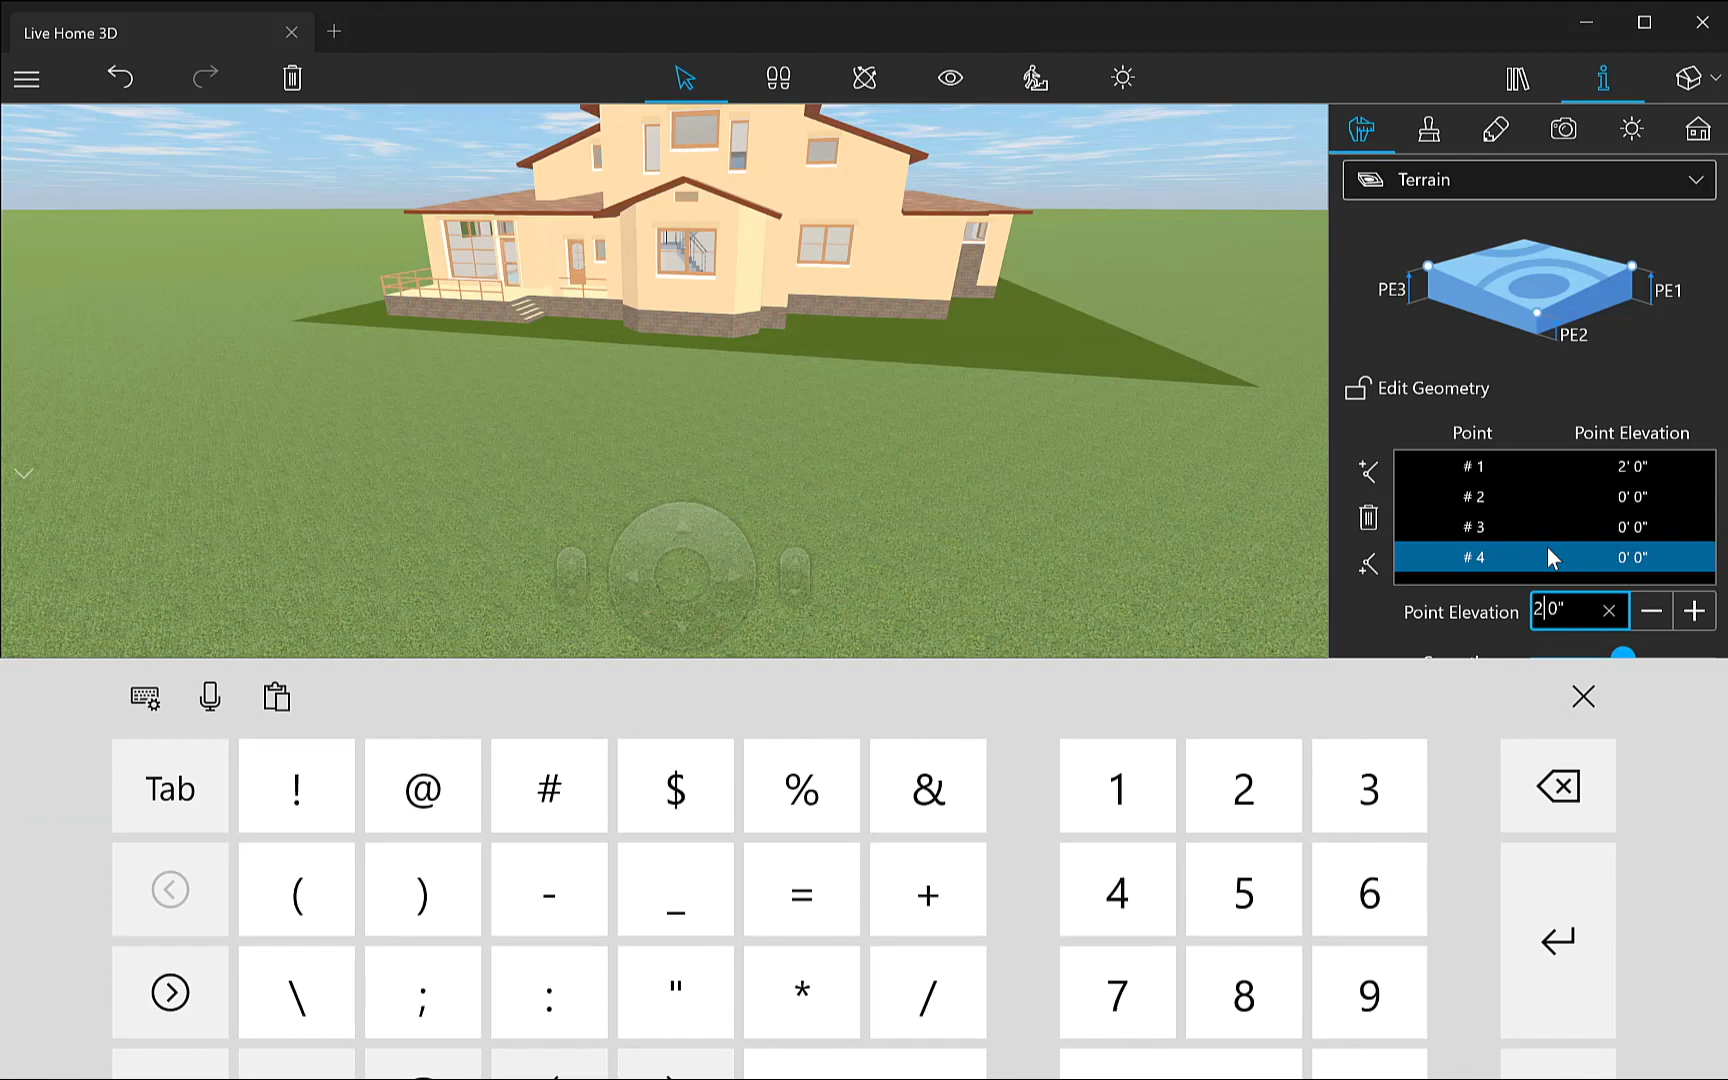 Live Home 3D
Terrain
PE3
PE1
PE2
Edit Geometry
Point Point Elevation
# 1 2' 0"
# 2 0' 0"
# 3 0' 0"
# 4 0' 0"
Point Elevation 2 0"
Tab ! @ # $ % & 1 2 3
( ) - _ = + 4 5 6
\ ; : " * / 7 8 9